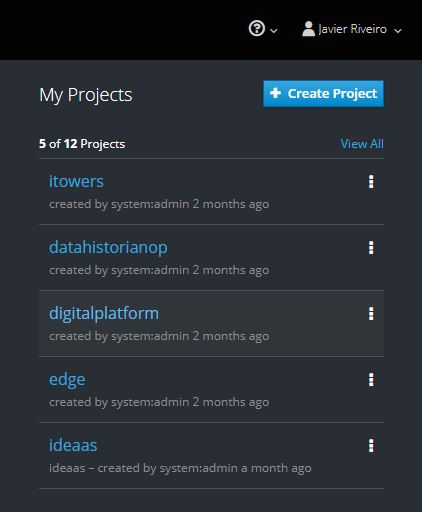 Javier Riveiro
My Projects
Create Project
5 of 12 Projects
View All
itowers
created by system:admin 2 months ago
datahistorianop
created by system:admin 2 months ago
digitalplatform
created by system:admin 2 months ago
edge
created by system:admin 2 months ago
ideaas
ideaas – created by system:admin a month ago